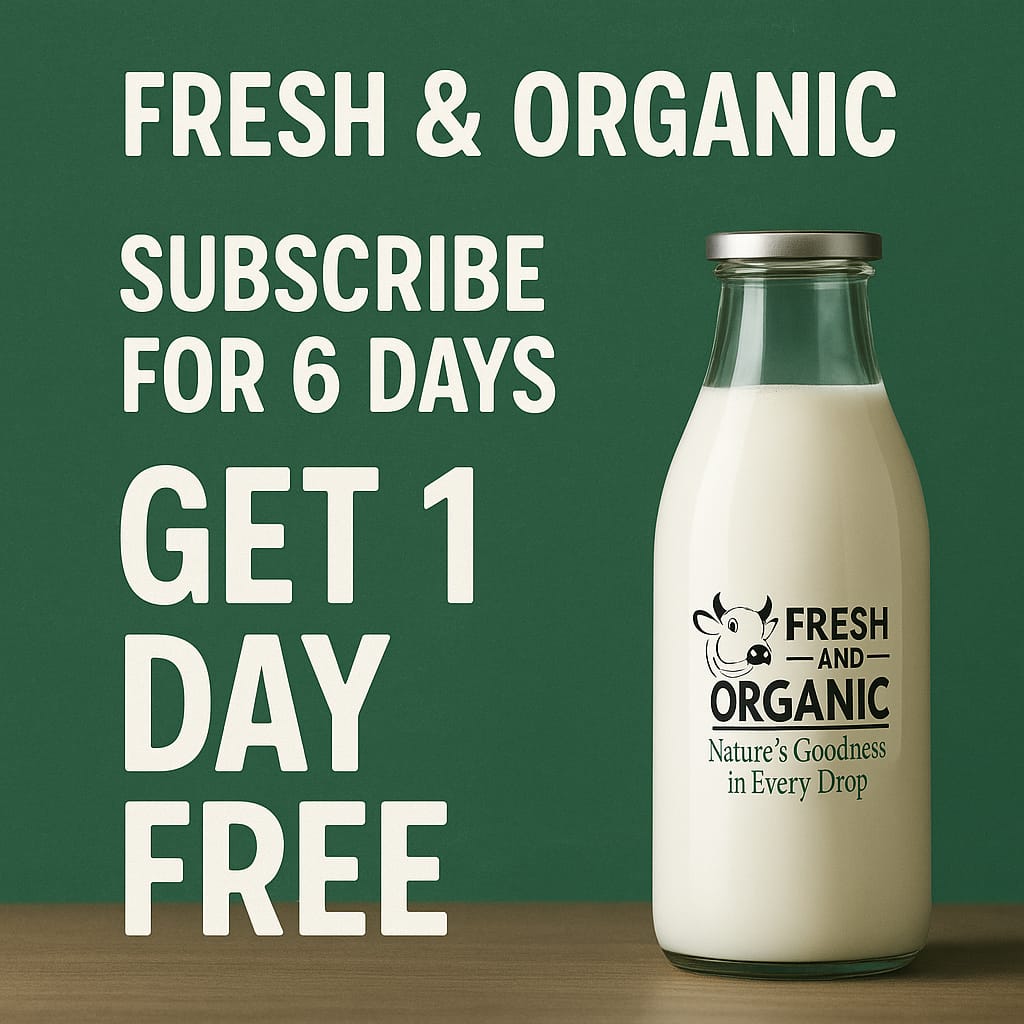 FRESH & ORGANIC
SUBSCRIBE
FOR 6 DAYS
GET 1
DAY
FREE
FRESH
AND
ORGANIC
Nature's Goodness
in Every Drop